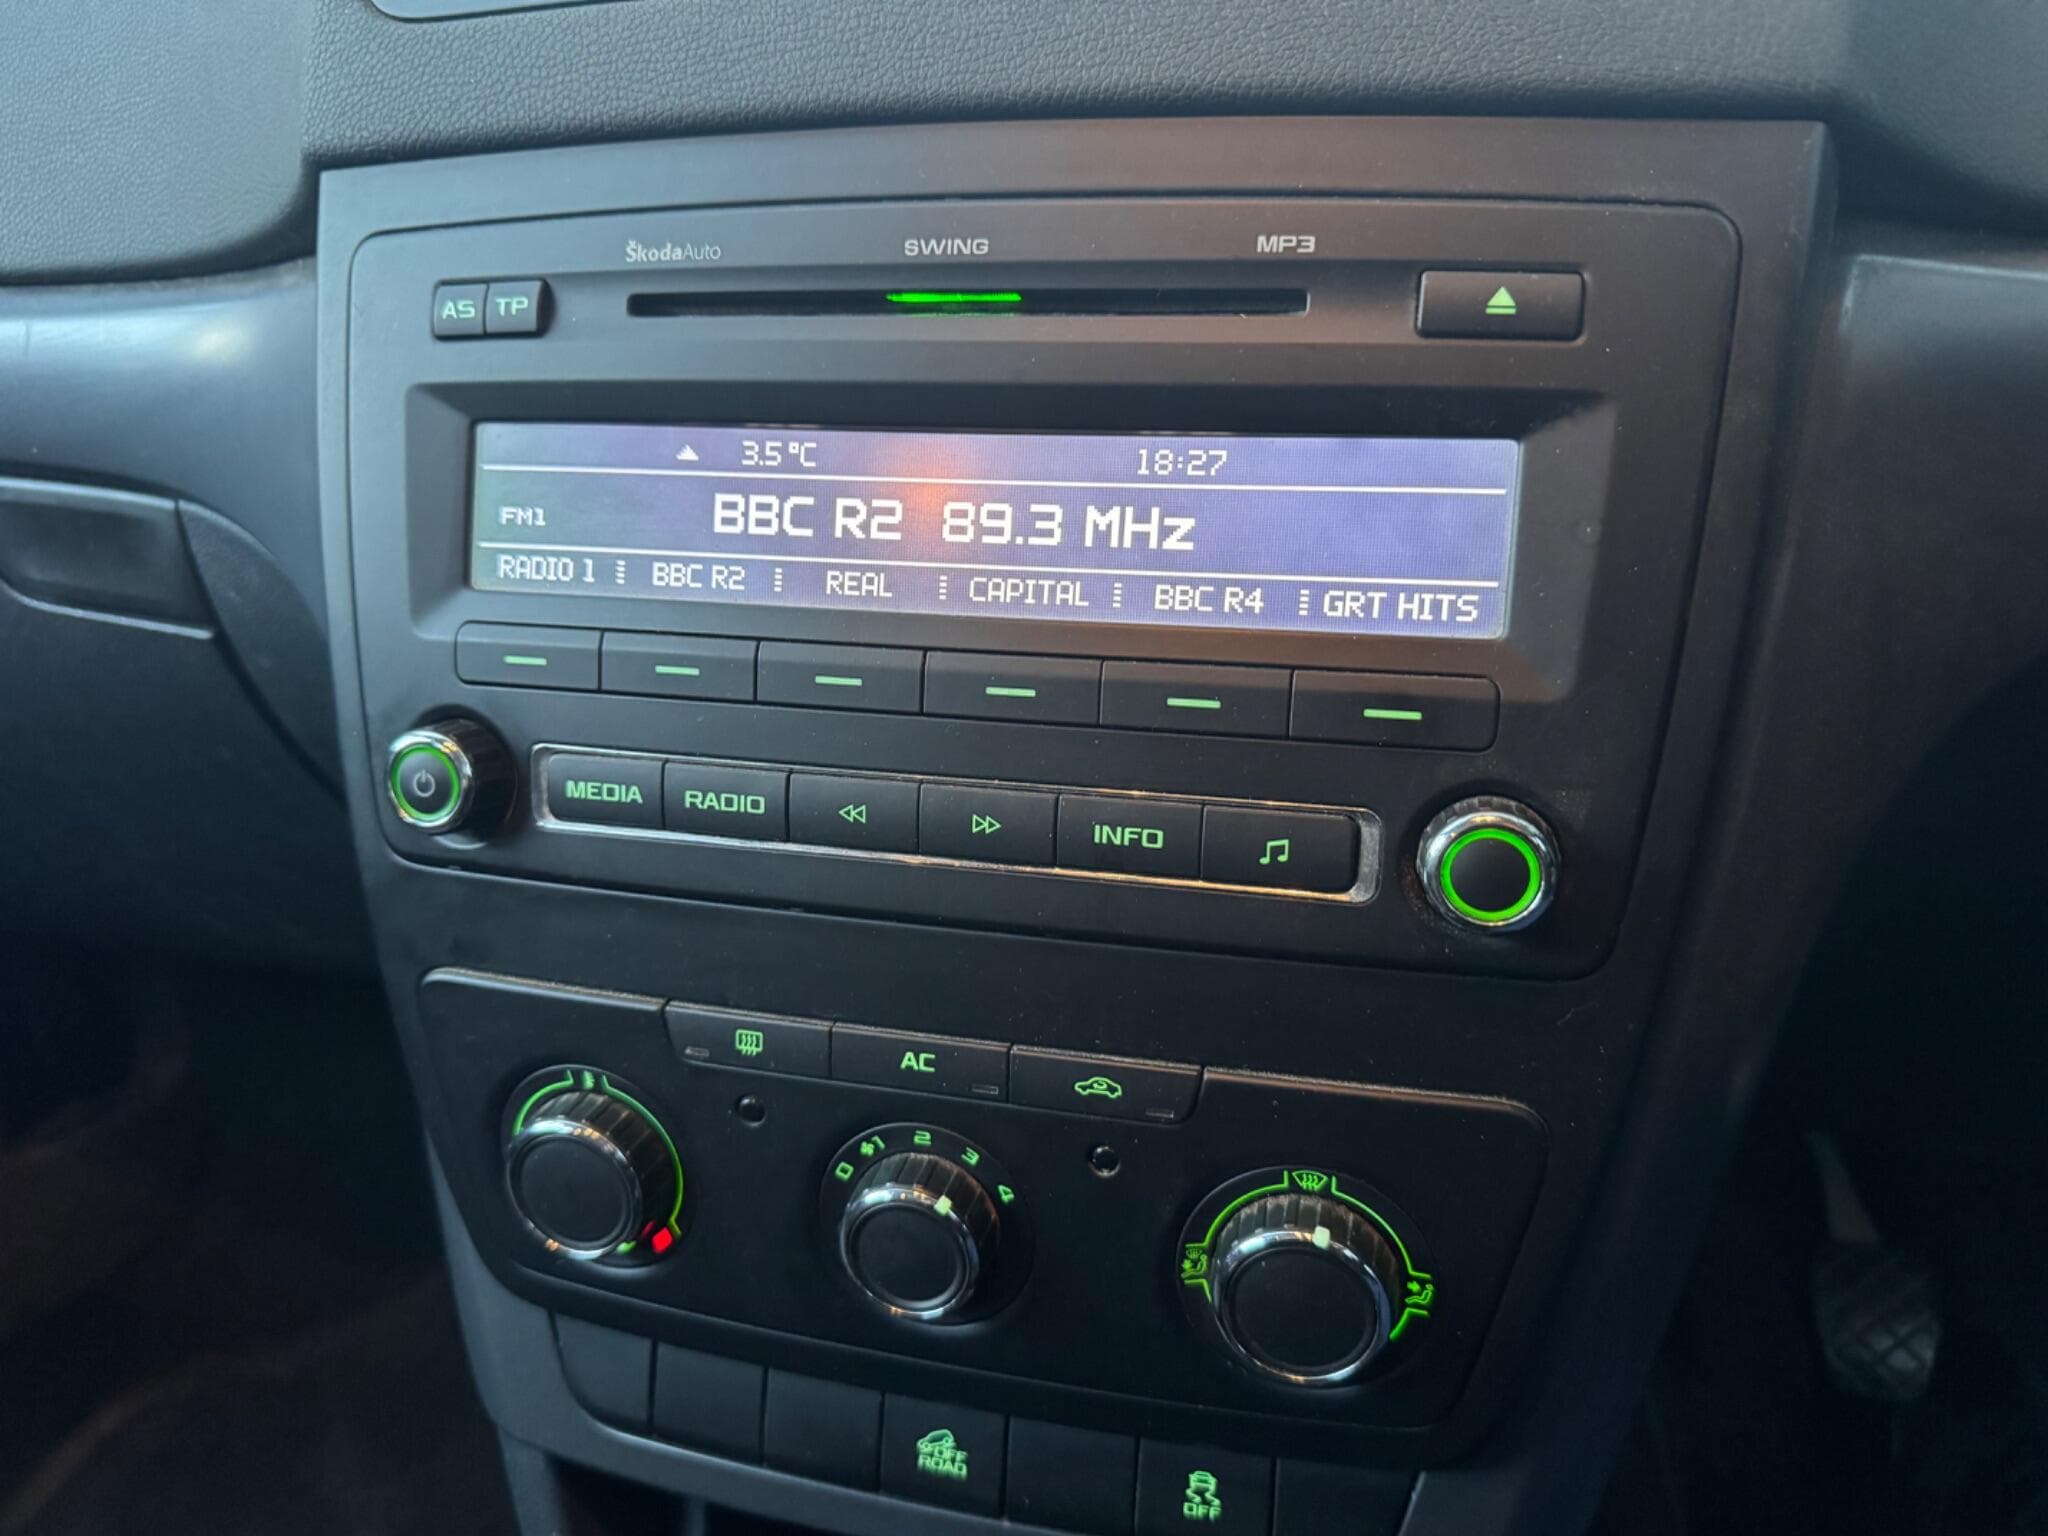 ŠkodaAuto SWING MP3
AS TP
3.5°C 18:27
FM1 BBC R2 89.3 MHz
RADIO 1 BBC R2 REAL CAPITAL BBC R4 GRT HITS
MEDIA RADIO INFO
AC
0 1 2 3 4
OFF
ROAD
OFF